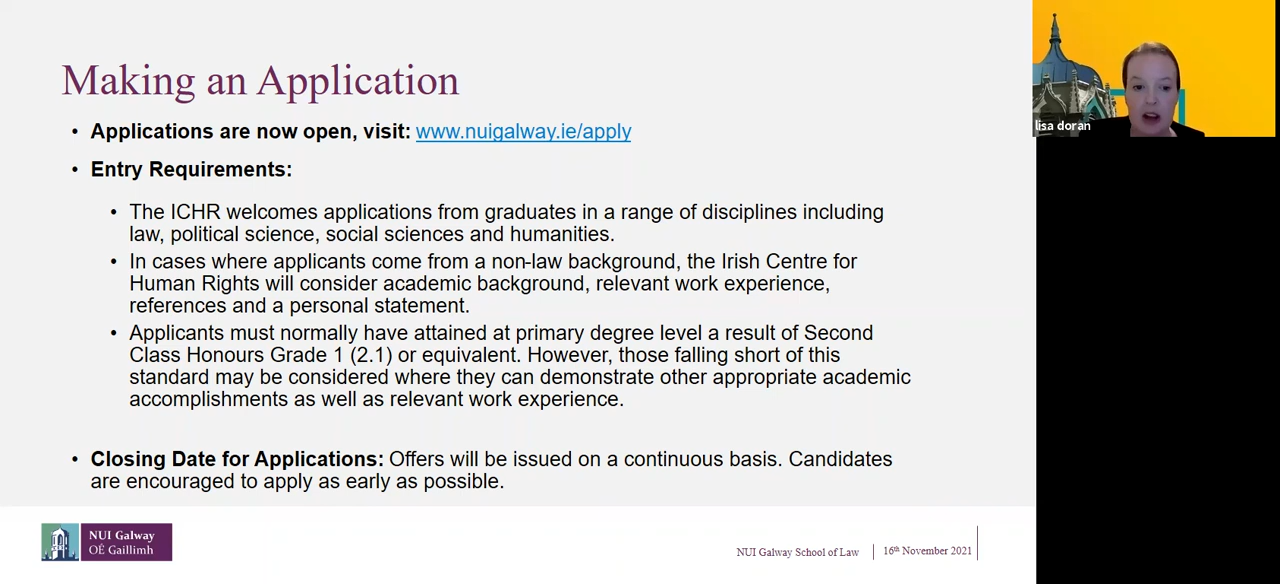 Making an Application
• Applications are now open, visit: www.nuigalway.ie/apply
• Entry Requirements:
• The ICHR welcomes applications from graduates in a range of disciplines including
law, political science, social sciences and humanities.
• In cases where applicants come from a non-law background, the Irish Centre for
Human Rights will consider academic background, relevant work experience,
references and a personal statement.
• Applicants must normally have attained at primary degree level a result of Second
Class Honours Grade 1 (2.1) or equivalent. However, those falling short of this
standard may be considered where they can demonstrate other appropriate academic
accomplishments as well as relevant work experience.
• Closing Date for Applications: Offers will be issued on a continuous basis. Candidates
are encouraged to apply as early as possible.
NUI Galway
OÉ Gaillimh
NUI Galway School of Law
16th November 2021
lisa doran